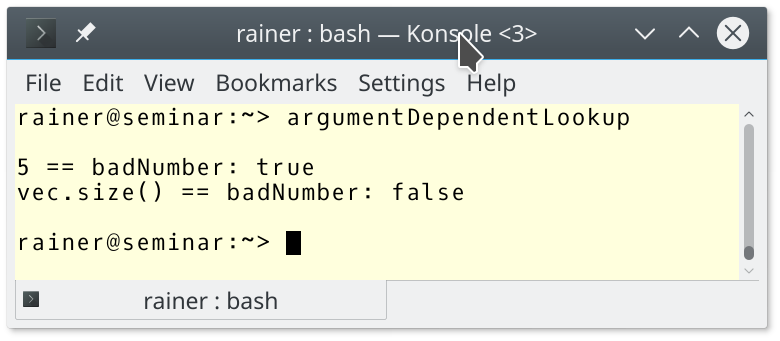 rainer : bash — Konsole <3>
File Edit View Bookmarks Settings Help
rainer@seminar:~> argumentDependentLookup
5 == badNumber: true
vec.size() == badNumber: false
rainer@seminar:~>
rainer : bash